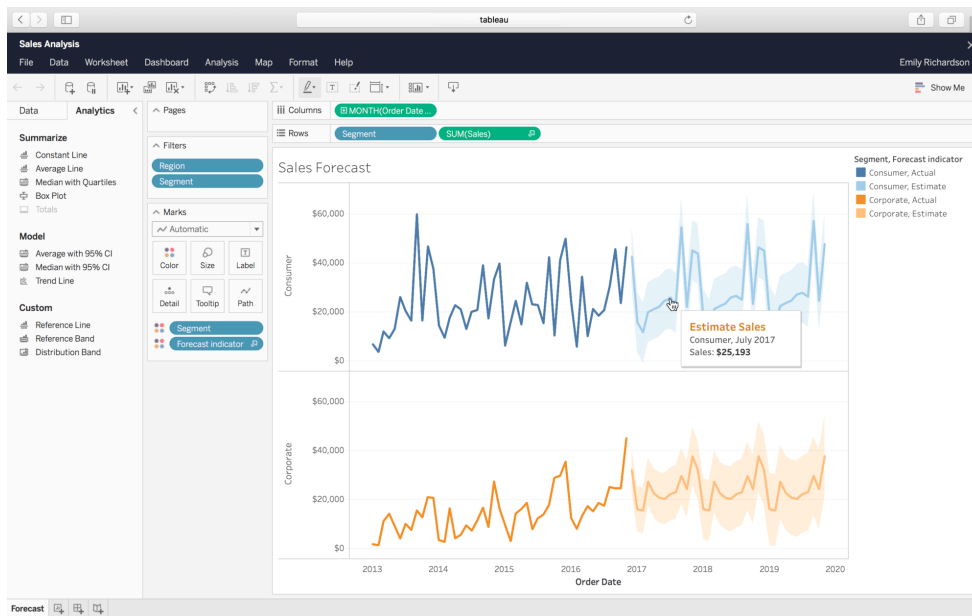 tableau
Sales Analysis
File Data Worksheet Dashboard Analysis Map Format Help
Emily Richardson
Show Me
Data Analytics
Summarize
Constant Line
Average Line
Median with Quartiles
Box Plot
Totals
Model
Average with 95% CI
Median with 95% CI
Trend Line
Custom
Reference Line
Reference Band
Distribution Band
Pages
Filters
Region
Segment
Marks
Automatic
Color Size Label
Detail Tooltip Path
Segment
Forecast indicator
Columns MONTH(Order Date...
Rows Segment SUM(Sales)
Sales Forecast
Consumer
$60,000
$40,000
$20,000
$0
Estimate Sales
Consumer, July 2017
Sales: $25,193
Corporate
$60,000
$40,000
$20,000
$0
2013 2014 2015 2016 2017 2018 2019 2020
Order Date
Segment, Forecast indicator
Consumer, Actual
Consumer, Estimate
Corporate, Actual
Corporate, Estimate
Forecast